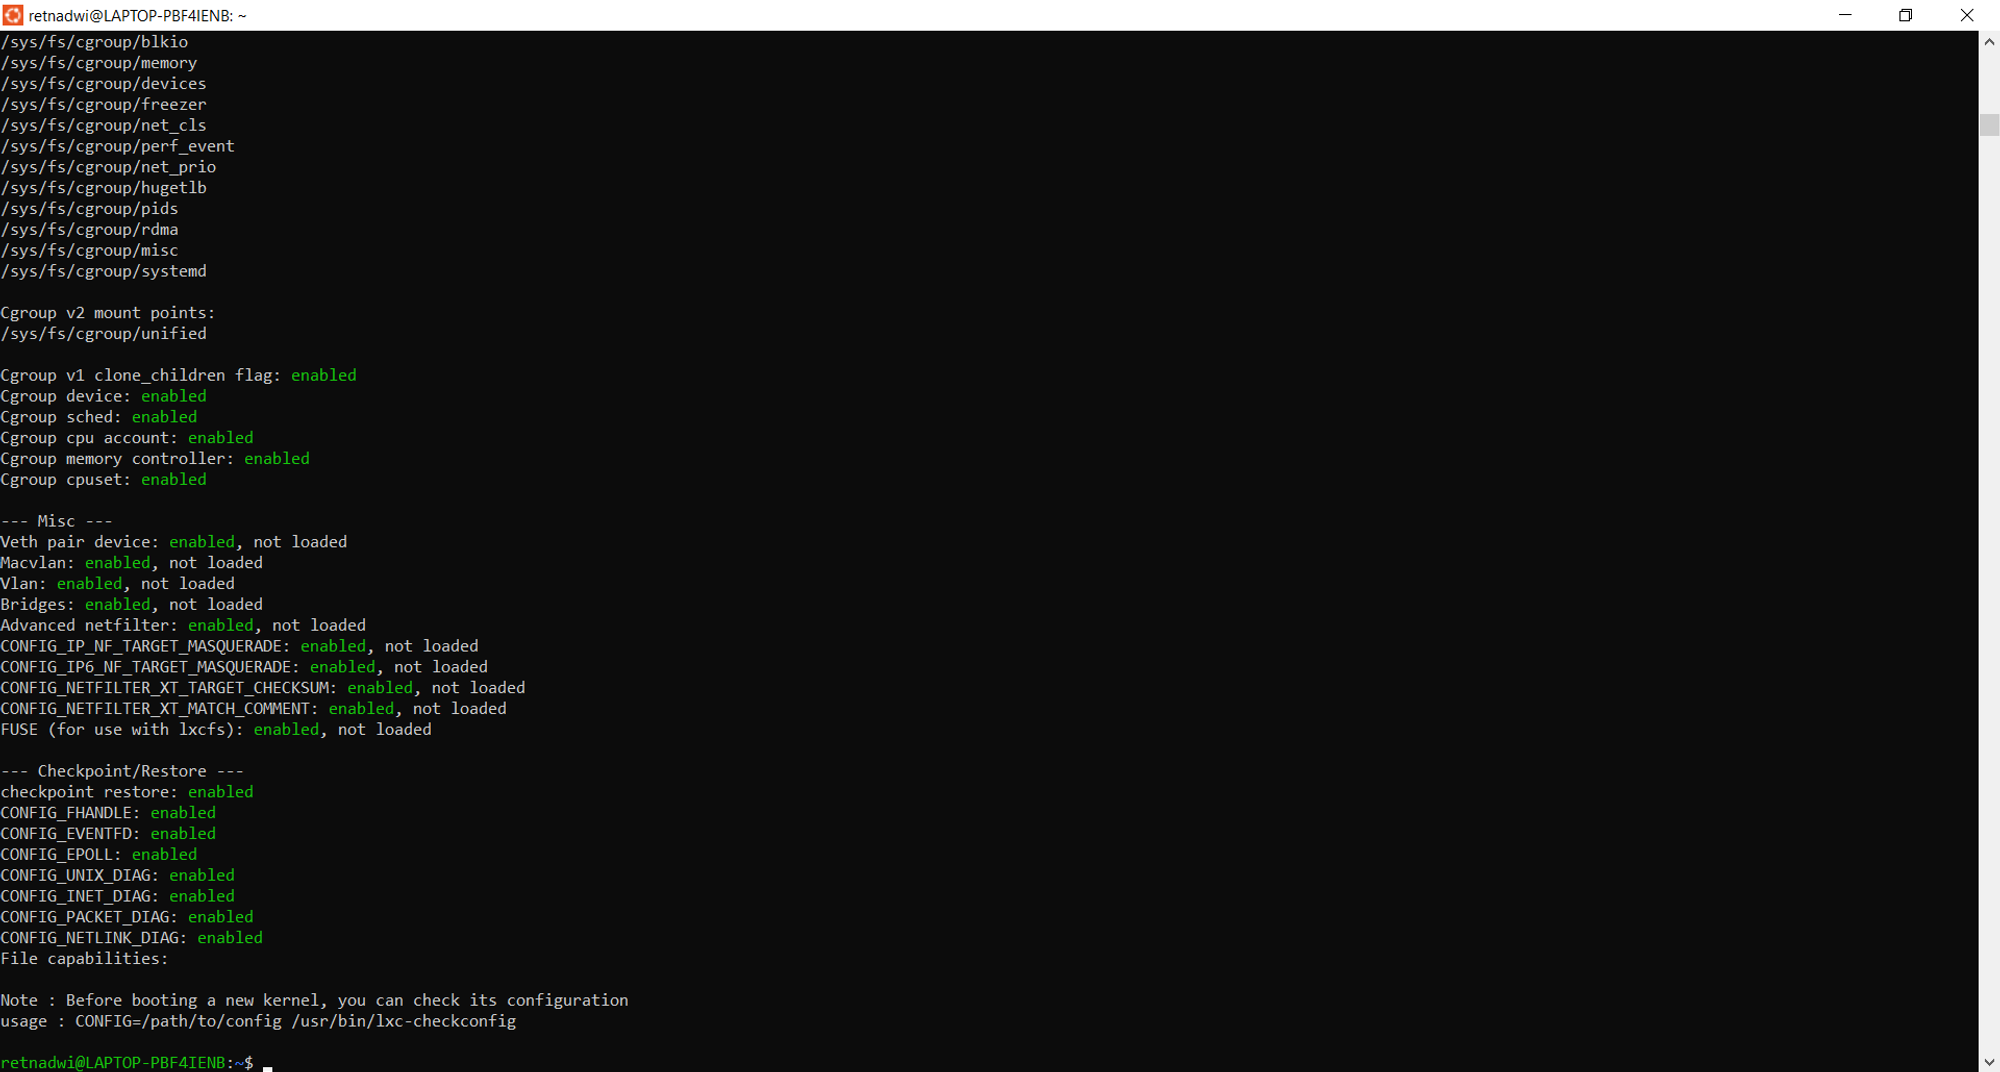 retnadwi@LAPTOP-PBF4IENB: ~
/sys/fs/cgroup/blkio
/sys/fs/cgroup/memory
/sys/fs/cgroup/devices
/sys/fs/cgroup/freezer
/sys/fs/cgroup/net_cls
/sys/fs/cgroup/perf_event
/sys/fs/cgroup/net_prio
/sys/fs/cgroup/hugetlb
/sys/fs/cgroup/pids
/sys/fs/cgroup/rdma
/sys/fs/cgroup/misc
/sys/fs/cgroup/systemd

Cgroup v2 mount points:
/sys/fs/cgroup/unified

Cgroup v1 clone_children flag: enabled
Cgroup device: enabled
Cgroup sched: enabled
Cgroup cpu account: enabled
Cgroup memory controller: enabled
Cgroup cpuset: enabled

--- Misc ---
Veth pair device: enabled, not loaded
Macvlan: enabled, not loaded
Vlan: enabled, not loaded
Bridges: enabled, not loaded
Advanced netfilter: enabled, not loaded
CONFIG_IP_NF_TARGET_MASQUERADE: enabled, not loaded
CONFIG_IP6_NF_TARGET_MASQUERADE: enabled, not loaded
CONFIG_NETFILTER_XT_TARGET_CHECKSUM: enabled, not loaded
CONFIG_NETFILTER_XT_MATCH_COMMENT: enabled, not loaded
FUSE (for use with lxcfs): enabled, not loaded

--- Checkpoint/Restore ---
checkpoint restore: enabled
CONFIG_FHANDLE: enabled
CONFIG_EVENTFD: enabled
CONFIG_EPOLL: enabled
CONFIG_UNIX_DIAG: enabled
CONFIG_INET_DIAG: enabled
CONFIG_PACKET_DIAG: enabled
CONFIG_NETLINK_DIAG: enabled
File capabilities:

Note : Before booting a new kernel, you can check its configuration
usage : CONFIG=/path/to/config /usr/bin/lxc-checkconfig

retnadwi@LAPTOP-PBF4IENB:~$